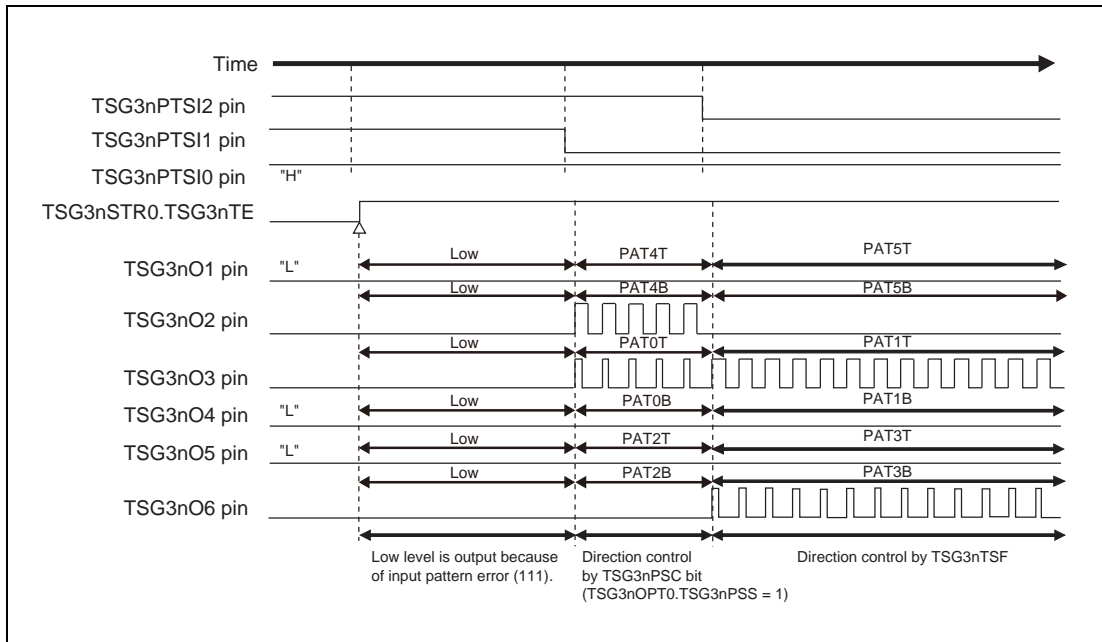 Time
TSG3nPTSI2 pin
TSG3nPTSI1 pin
TSG3nPTSI0 pin "H"
TSG3nSTR0.TSG3nTE
Low PAT4T PAT5T
TSG3nO1 pin "L"
Low PAT4B PAT5B
TSG3nO2 pin
Low PAT0T PAT1T
TSG3nO3 pin
Low PAT0B PAT1B
TSG3nO4 pin "L"
Low PAT2T PAT3T
TSG3nO5 pin "L"
Low PAT2B PAT3B
TSG3nO6 pin
Low level is output because
of input pattern error (111).
Direction control
by TSG3nPSC bit
(TSG3nOPT0.TSG3nPSS = 1)
Direction control by TSG3nTSF